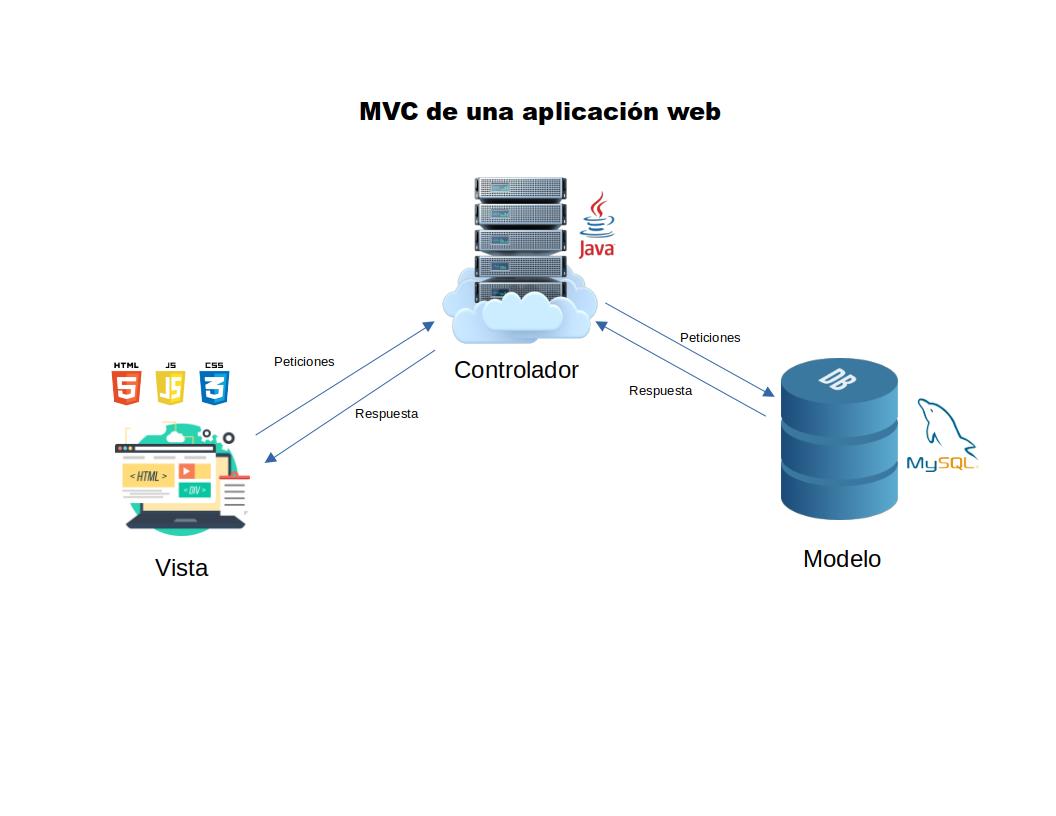 MVC de una aplicación web
Java
Controlador
Peticiones
Respuesta
Peticiones
Respuesta
HTML
5
JS
JS
CSS
3
< HTML >
< DIV >
Vista
DB
MySQL
Modelo